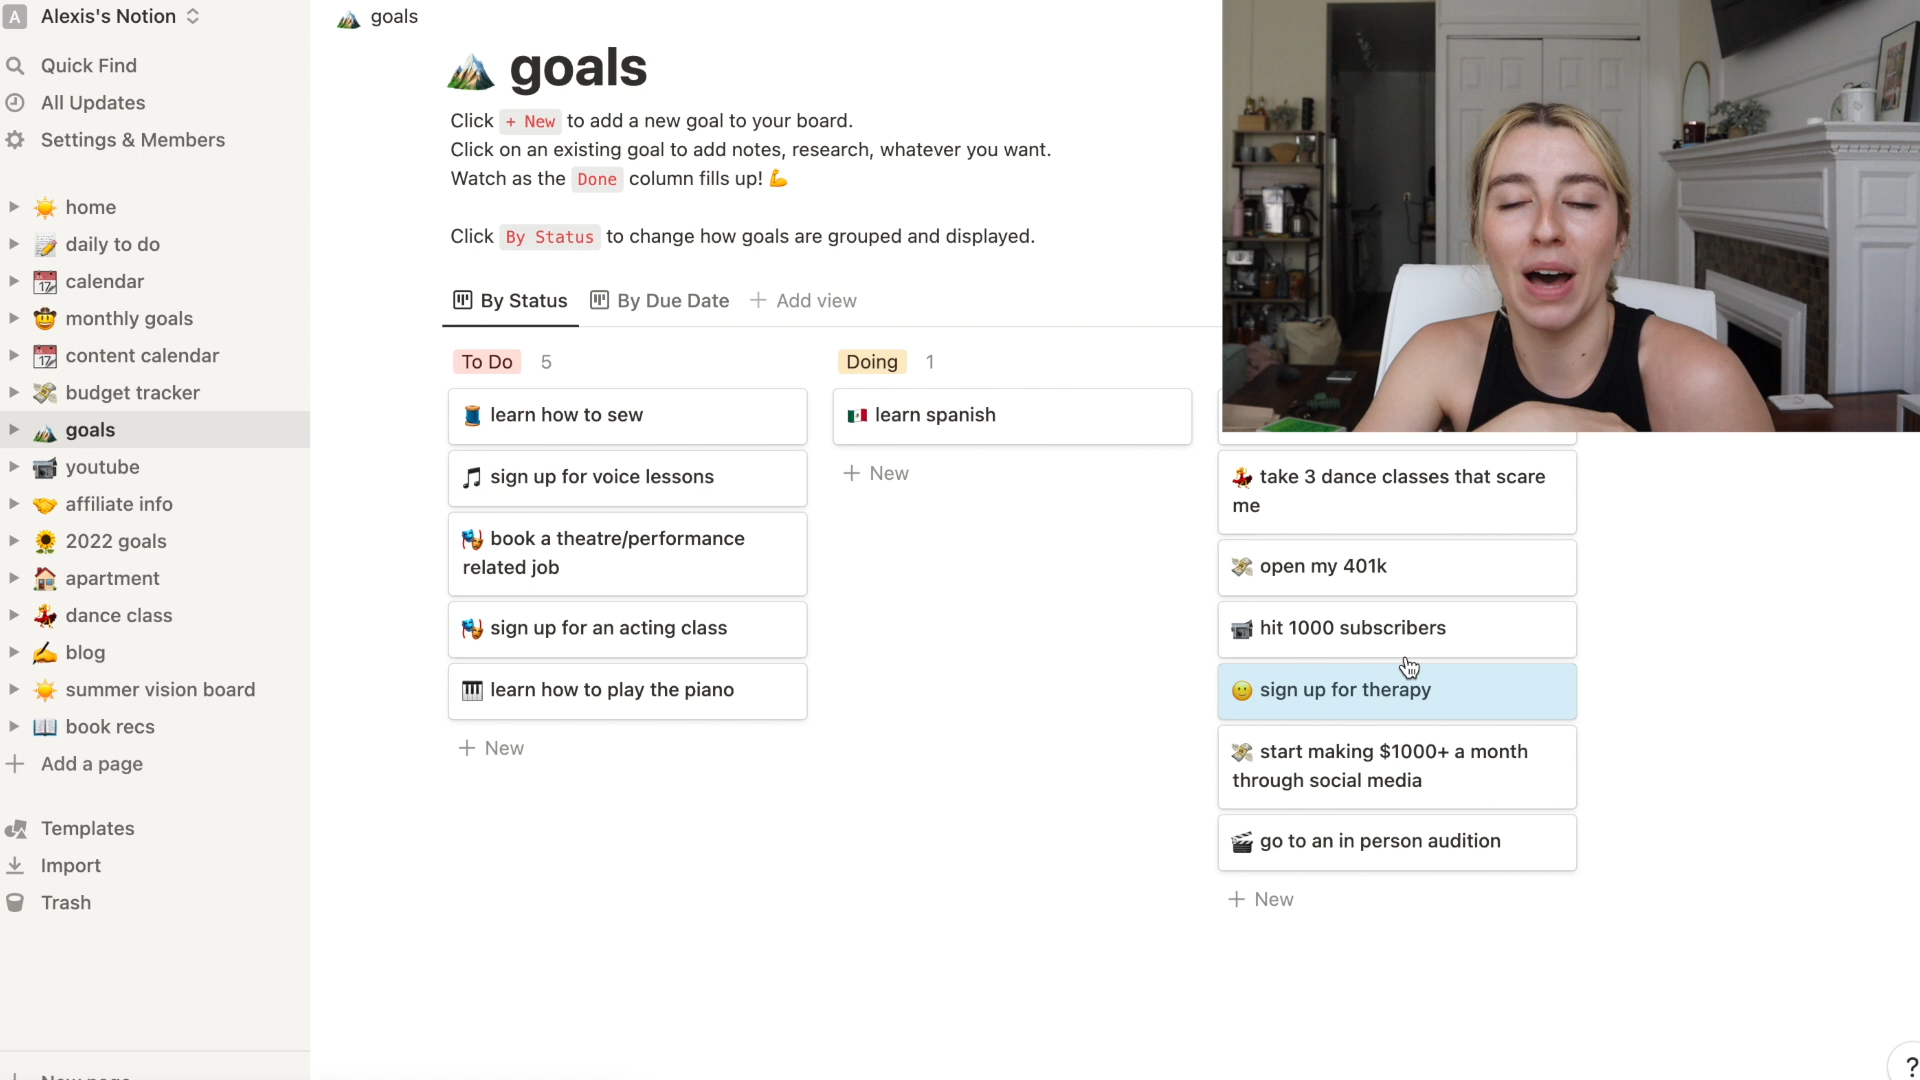 A Alexis's Notion
Quick Find
All Updates
Settings & Members
home
daily to do
calendar
monthly goals
content calendar
budget tracker
goals
youtube
affiliate info
2022 goals
apartment
dance class
blog
summer vision board
book recs
Add a page
Templates
Import
Trash
goals
goals
Click + New to add a new goal to your board.
Click on an existing goal to add notes, research, whatever you want.
Watch as the Done column fills up!
Click By Status to change how goals are grouped and displayed.
By Status
By Due Date
+ Add view
To Do 5
learn how to sew
sign up for voice lessons
book a theatre/performance
related job
sign up for an acting class
learn how to play the piano
+ New
Doing 1
learn spanish
+ New
take 3 dance classes that scare
me
open my 401k
hit 1000 subscribers
sign up for therapy
start making $1000+ a month
through social media
go to an in person audition
+ New
?